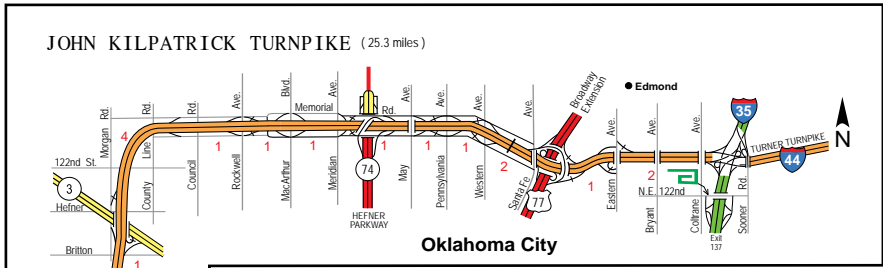 JOHN KILPATRICK TURNPIKE (25.3 miles)
Morgan Rd.
County Line Rd.
Council Rd.
Rockwell Ave.
MacArthur Blvd.
Meridian Ave.
Memorial Rd.
May Ave.
Pennsylvania Ave.
Western Ave.
Santa Fe Ave.
Broadway Extension
Edmond
Eastern Ave.
Bryant Ave.
Coltrane Ave.
Sooner Rd.
35
TURNER TURNPIKE
44
N
4
1
1
1
1
1
1
2
1
2
122nd St.
3
Hefner
Britton
1
74
HEFNER PARKWAY
77
N.E. 122nd
Exit 137
Oklahoma City